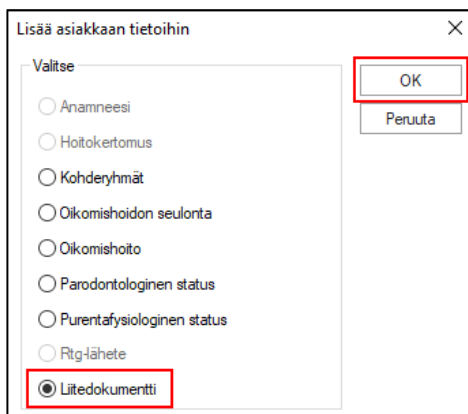 Lisää asiakkaan tietoihin
Valitse
Anamneesi
Hoitokertomus
Kohderyhmät
Oikomishoidon seulonta
Oikomishoito
Parodontologinen status
Purentafysiologinen status
Rtg-lähete
Liitedokumentti
OK
Peruuta